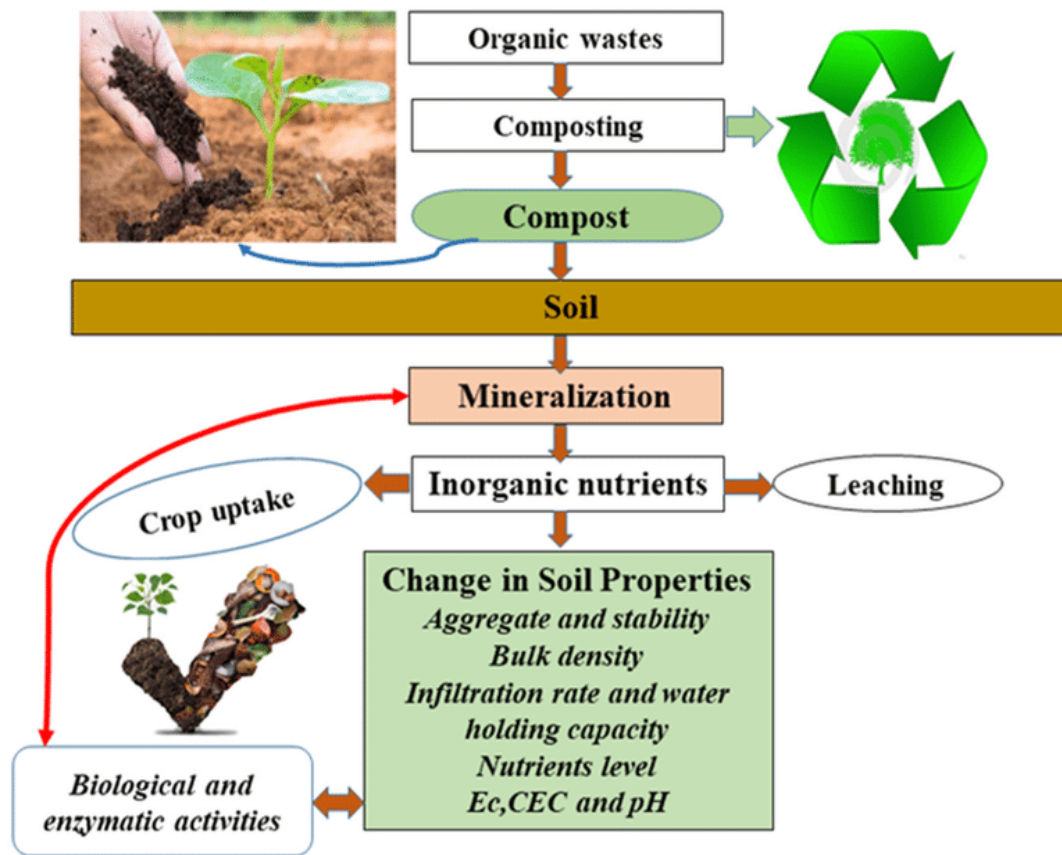 Organic wastes
Composting
Compost
Soil
Mineralization
Crop uptake
Inorganic nutrients
Leaching
Change in Soil Properties
Aggregate and stability
Bulk density
Infiltration rate and water
holding capacity
Nutrients level
Ec,CEC and pH
Biological and
enzymatic activities